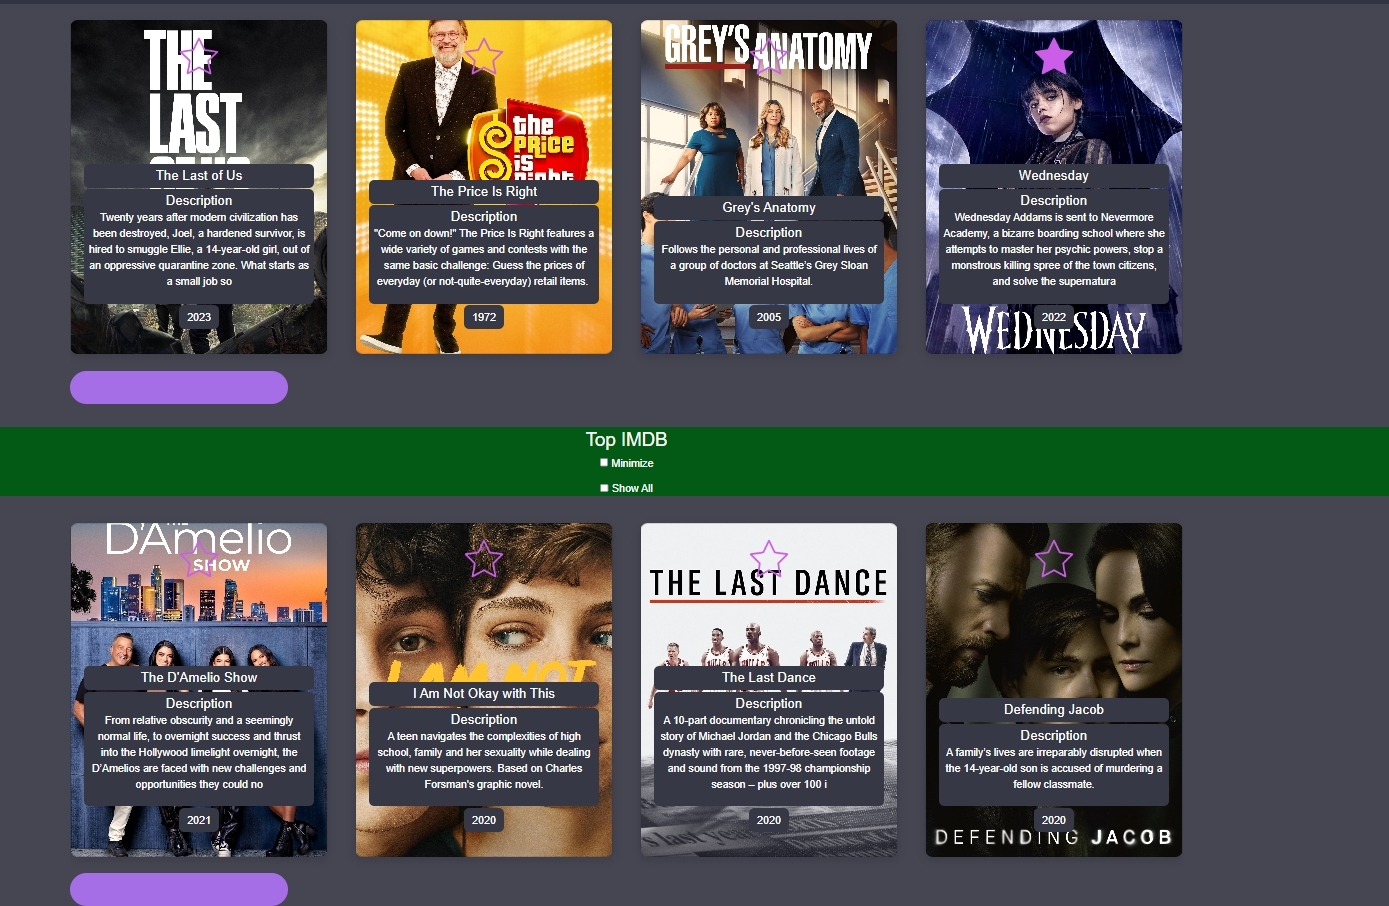 THE
LAST
The Last of Us
Description
Twenty years after modern civilization has
been destroyed, Joel, a hardened survivor, is
hired to smuggle Ellie, a 14-year-old girl, out of
an oppressive quarantine zone. What starts as
a small job so
2023
the
PRiCE
is
right
The Price Is Right
Description
"Come on down!" The Price Is Right features a
wide variety of games and contests with the
same basic challenge: Guess the prices of
everyday (or not-quite-everyday) retail items.
1972
GREY'S ANATOMY
Grey's Anatomy
Description
Follows the personal and professional lives of
a group of doctors at Seattle's Grey Sloan
Memorial Hospital.
2005
Wednesday
Description
Wednesday Addams is sent to Nevermore
Academy, a bizarre boarding school where she
attempts to master her psychic powers, stop a
monstrous killing spree of the town citizens,
and solve the supernatura
2022
WEDNESDAY
Top IMDB
Minimize
Show All
D'Amelio
SHOW
The D'Amelio Show
Description
From relative obscurity and a seemingly
normal life, to overnight success and thrust
into the Hollywood limelight overnight, the
D'Amelios are faced with new challenges and
opportunities they could no
2021
I AM NOT
I Am Not Okay with This
Description
A teen navigates the complexities of high
school, family and her sexuality while dealing
with new superpowers. Based on Charles
Forsman's graphic novel.
2020
THE LAST DANCE
The Last Dance
Description
A 10-part documentary chronicling the untold
story of Michael Jordan and the Chicago Bulls
dynasty with rare, never-before-seen footage
and sound from the 1997-98 championship
season – plus over 100 i
2020
Defending Jacob
Description
A family's lives are irreparably disrupted when
the 14-year-old son is accused of murdering a
fellow classmate.
2020
DEFENDING JACOB